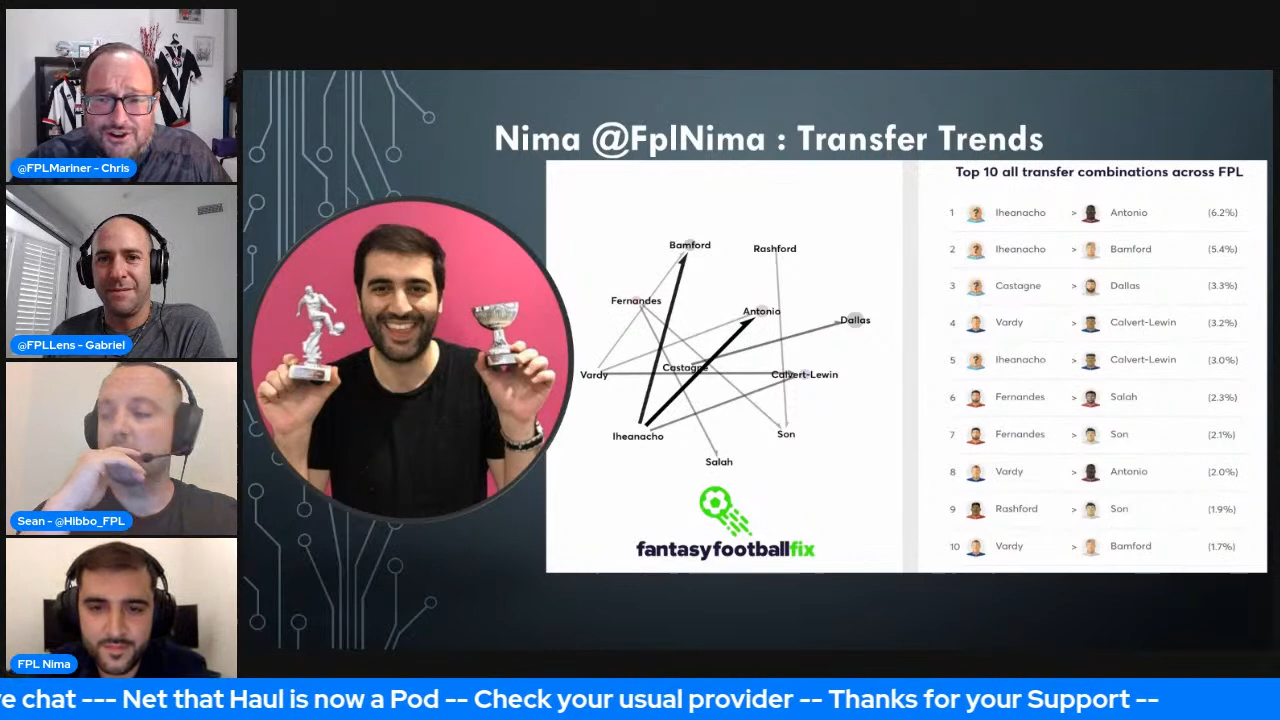 @FPLMariner - Chris
@FPLLens - Gabriel
Sean - @Hibbo_FPL
FPL Nima
Nima @FplNima : Transfer Trends
Bamford
Rashford
Fernandes
Antonio
Dallas
Castagne
Vardy
Calvert-Lewin
Iheanacho
Son
Salah
fantasyfootballfix
Top 10 all transfer combinations across FPL
1 Iheanacho > Antonio (6.2%)
2 Iheanacho > Bamford (5.4%)
3 Castagne > Dallas (3.3%)
4 Vardy > Calvert-Lewin (3.2%)
5 Iheanacho > Calvert-Lewin (3.0%)
6 Fernandes > Salah (2.3%)
7 Fernandes > Son (2.1%)
8 Vardy > Antonio (2.0%)
9 Rashford > Son (1.9%)
10 Vardy > Bamford (1.7%)
e chat --- Net that Haul is now a Pod -- Check your usual provider -- Thanks for your Support --